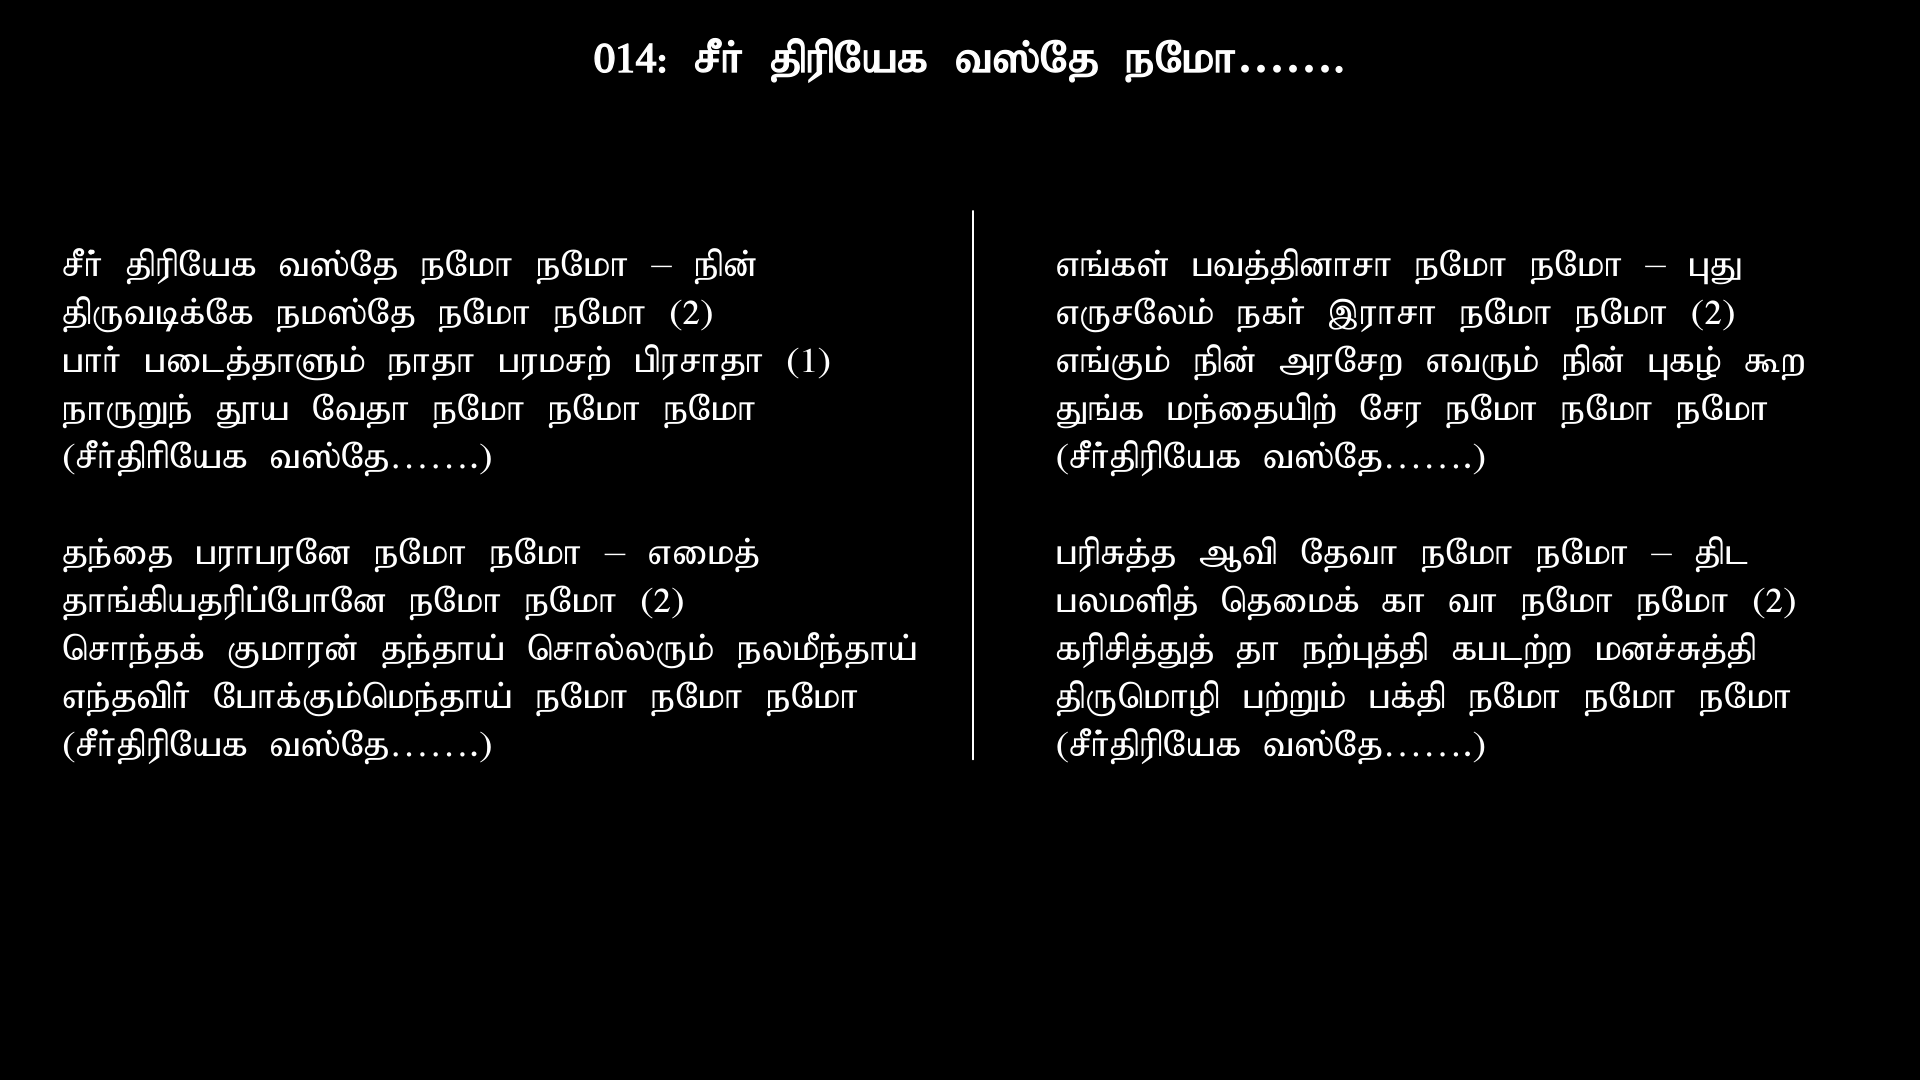 014: சீர் திரியேக வஸ்தே நமோ.......
சீர் திரியேக வஸ்தே நமோ நமோ – நின்
திருவடிக்கே நமஸ்தே நமோ நமோ (2)
பார் படைத்தாளும் நாதா பரமசற் பிரசாதா (1)
நாருறுந் தூய வேதா நமோ நமோ நமோ
(சீர்திரியேக வஸ்தே.......)
தந்தை பராபரனே நமோ நமோ – எமைத்
தாங்கியதரிப்போனே நமோ நமோ (2)
சொந்தக் குமாரன் தந்தாய் சொல்லரும் நலமீந்தாய்
எந்தவிர் போக்கும்மெந்தாய் நமோ நமோ நமோ
(சீர்திரியேக வஸ்தே.......)
எங்கள் பவத்தினாசா நமோ நமோ – புது
எருசலேம் நகர் இராசா நமோ நமோ (2)
எங்கும் நின் அரசேற எவரும் நின் புகழ் கூற
துங்க மந்தையிற் சேர நமோ நமோ நமோ
(சீர்திரியேக வஸ்தே.......)
பரிசுத்த ஆவி தேவா நமோ நமோ – திட
பலமளித் தெமைக் கா வா நமோ நமோ (2)
கரிசித்துத் தா நற்புத்தி கபடற்ற மனச்சுத்தி
திருமொழி பற்றும் பக்தி நமோ நமோ நமோ
(சீர்திரியேக வஸ்தே.......)